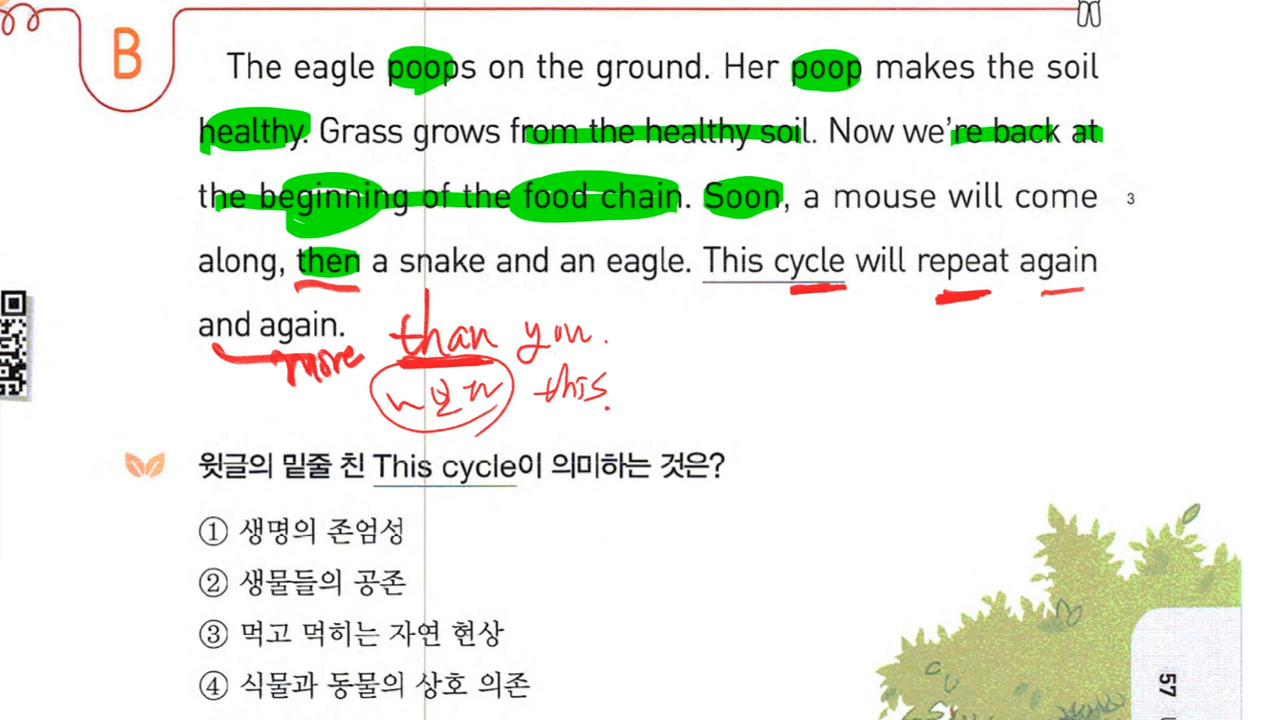 B
The eagle poops on the ground. Her poop makes the soil
healthy. Grass grows from the healthy soil. Now we're back at
the beginning of the food chain. Soon, a mouse will come
3
along, then a snake and an eagle. This cycle will repeat again
and again.
more than you.
this.
윗글의 밑줄 친 This cycle이 의미하는 것은?
① 생명의 존엄성
② 생물들의 공존
③ 먹고 먹히는 자연 현상
④ 식물과 동물의 상호 의존
57